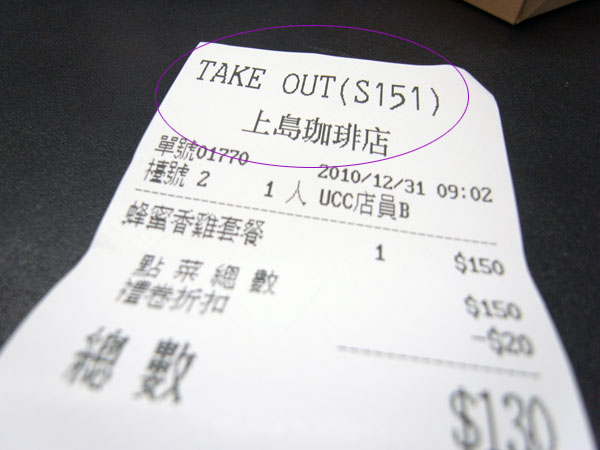 TAKE OUT(S151)
上島珈琲店
單號01770 2010/12/31 09:02
檯號 2 1 人 UCC店員B
蜂蜜香雞套餐 1 $150
點菜總數 $150
禮卷折扣 -$20
總數 $130